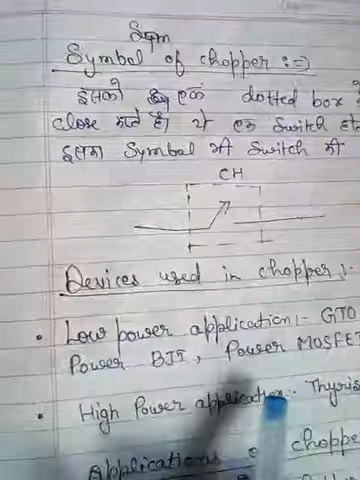 Symbol of chopper :-
इसको एक dotted box
close करते है। ये एक Switch
इसका Symbol भी Switch की
CH
Devices used in chopper :-
• Low power application :- GTO
Power BJT, Power MOSFET
• High Power application :- Thyris
Applications chopper